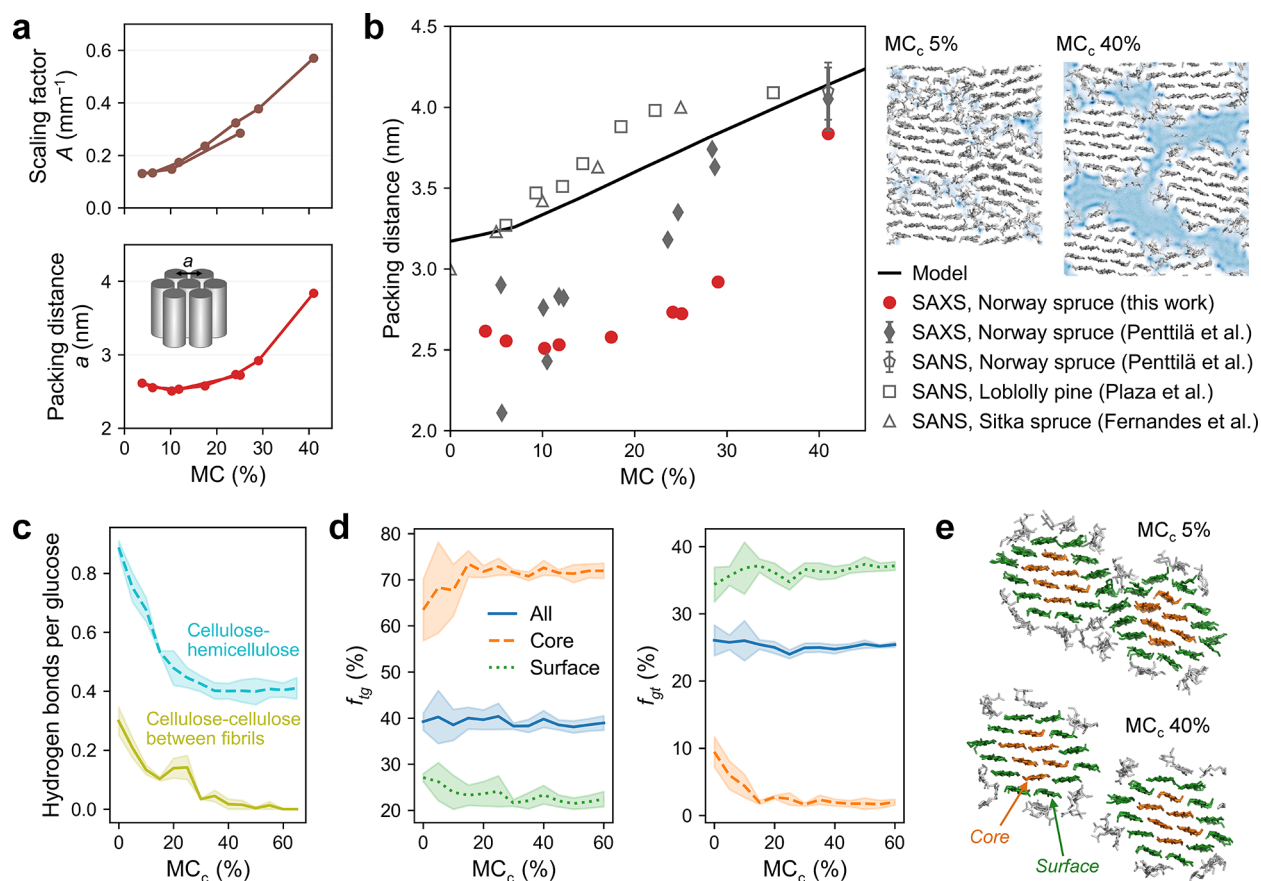 a
Scaling factor
A (mm⁻¹)
0.6
0.4
0.2
0.0
Packing distance
a (nm)
4
3
2
a
0
10
20
30
40
MC (%)
b
Packing distance (nm)
4.5
4.0
3.5
3.0
2.5
2.0
0
10
20
30
40
MC (%)
MCc 5%
MCc 40%
Model
SAXS, Norway spruce (this work)
SAXS, Norway spruce (Penttilä et al.)
SANS, Norway spruce (Penttilä et al.)
SANS, Loblolly pine (Plaza et al.)
SANS, Sitka spruce (Fernandes et al.)
c
Hydrogen bonds per glucose
0.8
0.6
0.4
0.2
0.0
Cellulose-
hemicellulose
Cellulose-cellulose
between fibrils
0
20
40
60
MCc (%)
d
ftg (%)
80
70
60
50
40
30
20
All
Core
Surface
0
20
40
60
MCc (%)
fgt (%)
40
30
20
10
0
0
20
40
60
MCc (%)
e
MCc 5%
MCc 40%
Core
Surface